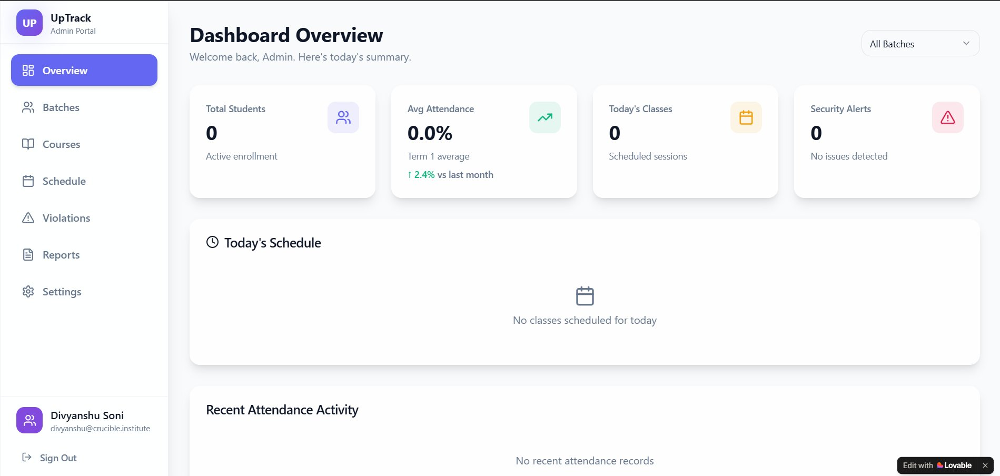 UP
UpTrack
Admin Portal
Overview
Batches
Courses
Schedule
Violations
Reports
Settings
Divyanshu Soni
divyanshu@crucible.institute
Sign Out
Dashboard Overview
Welcome back, Admin. Here's today's summary.
All Batches
Total Students
0
Active enrollment
Avg Attendance
0.0%
Term 1 average
↑ 2.4% vs last month
Today's Classes
0
Scheduled sessions
Security Alerts
0
No issues detected
Today's Schedule
No classes scheduled for today
Recent Attendance Activity
No recent attendance records
Edit with Lovable ×